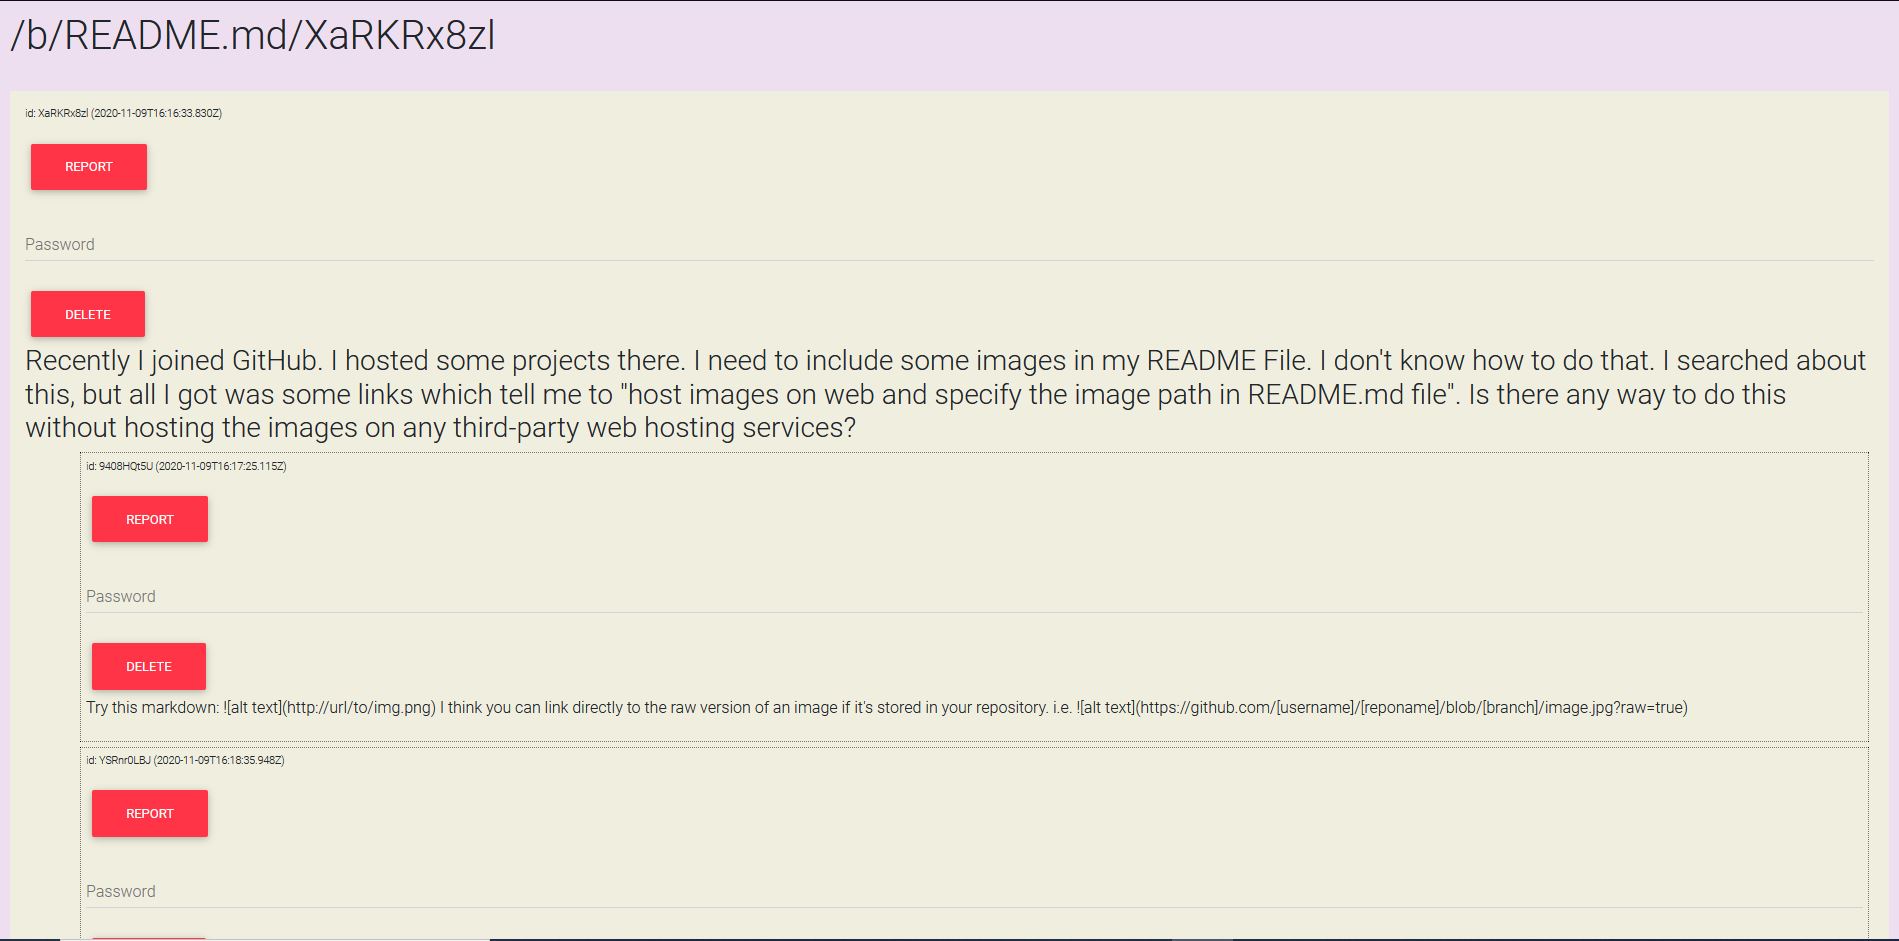 /b/README.md/XaRKRx8zl
id: XaRKRx8zl (2020-11-09T16:16:33.830Z)
REPORT
Password
DELETE
Recently I joined GitHub. I hosted some projects there. I need to include some images in my README File. I don't know how to do that. I searched about
this, but all I got was some links which tell me to "host images on web and specify the image path in README.md file". Is there any way to do this
without hosting the images on any third-party web hosting services?
id: 9408HQt5U (2020-11-09T16:17:25.115Z)
REPORT
Password
DELETE
Try this markdown: ![alt text](http://url/to/img.png) I think you can link directly to the raw version of an image if it's stored in your repository. i.e. ![alt text](https://github.com/[username]/[reponame]/blob/[branch]/image.jpg?raw=true)
id: YSRnr0LBJ (2020-11-09T16:18:35.948Z)
REPORT
Password